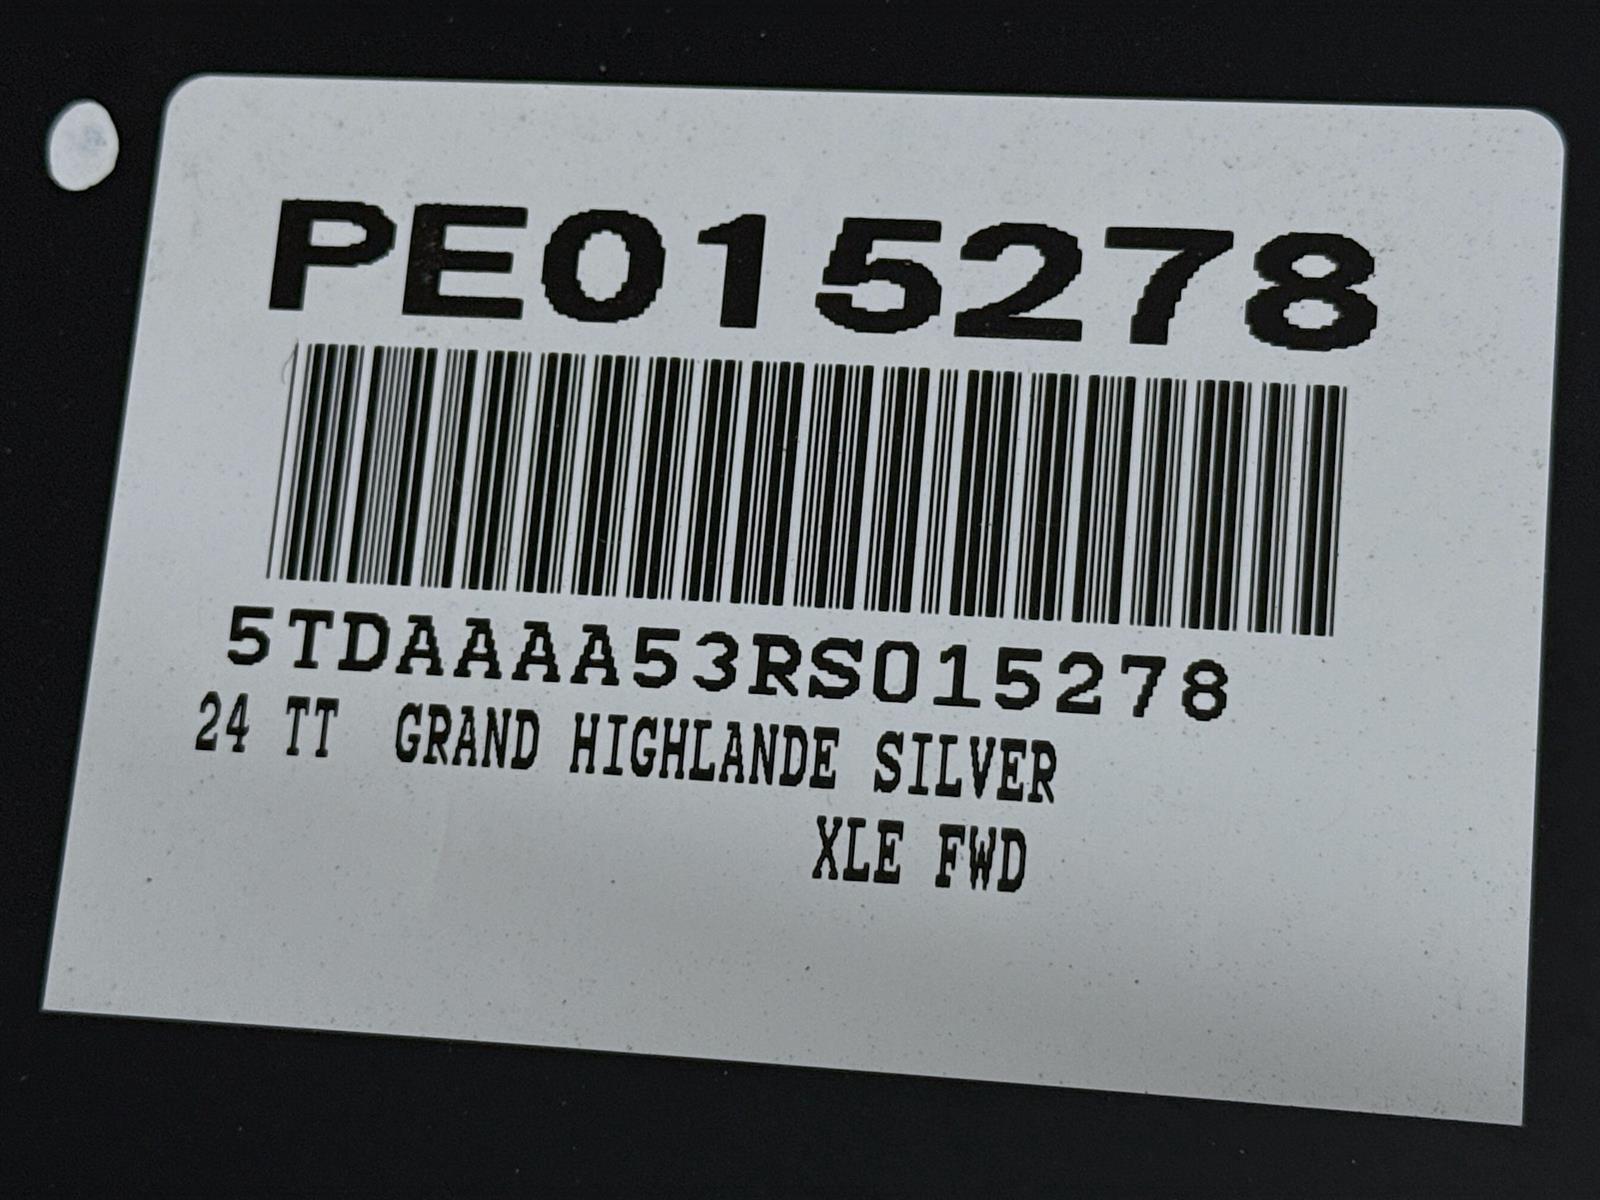 PE015278
5TDAAAA53RS015278
24 TT GRAND HIGHLANDE SILVER
XLE FWD